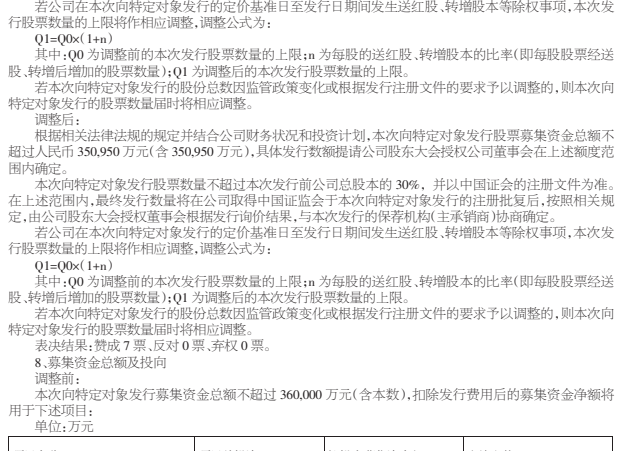 若公司在本次向特定对象发行的定价基准日至发行日期间发生送红股、转增股本等除权事项,本次发
行股票数量的上限将作相应调整,调整公式为:
Q1=Q0×(1+n)
其中:Q0 为调整前的本次发行股票数量的上限;n 为每股的送红股、转增股本的比率(即每股股票经送
股、转增后增加的股票数量);Q1 为调整后的本次发行股票数量的上限。
若本次向特定对象发行的股份总数因监管政策变化或根据发行注册文件的要求予以调整的,则本次向
特定对象发行的股票数量届时将相应调整。
调整后:
根据相关法律法规的规定并结合公司财务状况和投资计划,本次向特定对象发行股票募集资金总额不
超过人民币 350,950 万元(含 350,950 万元),具体发行数额提请公司股东大会授权公司董事会在上述额度范
围内确定。
本次向特定对象发行股票数量不超过本次发行前公司总股本的 30%, 并以中国证会的注册文件为准。
在上述范围内,最终发行数量将在公司取得中国证监会于本次向特定对象发行的注册批复后,按照相关规
定,由公司股东大会授权董事会根据发行询价结果,与本次发行的保荐机构(主承销商)协商确定。
若公司在本次向特定对象发行的定价基准日至发行日期间发生送红股、转增股本等除权事项,本次发
行股票数量的上限将作相应调整,调整公式为:
Q1=Q0×(1+n)
其中:Q0 为调整前的本次发行股票数量的上限;n 为每股的送红股、转增股本的比率(即每股股票经送
股、转增后增加的股票数量);Q1 为调整后的本次发行股票数量的上限。
若本次向特定对象发行的股份总数因监管政策变化或根据发行注册文件的要求予以调整的,则本次向
特定对象发行的股票数量届时将相应调整。
表决结果:赞成 7 票、反对 0 票、弃权 0 票。
8、募集资金总额及投向
调整前:
本次向特定对象发行募集资金总额不超过 360,000 万元(含本数),扣除发行费用后的募集资金净额将
用于下述项目:
单位:万元